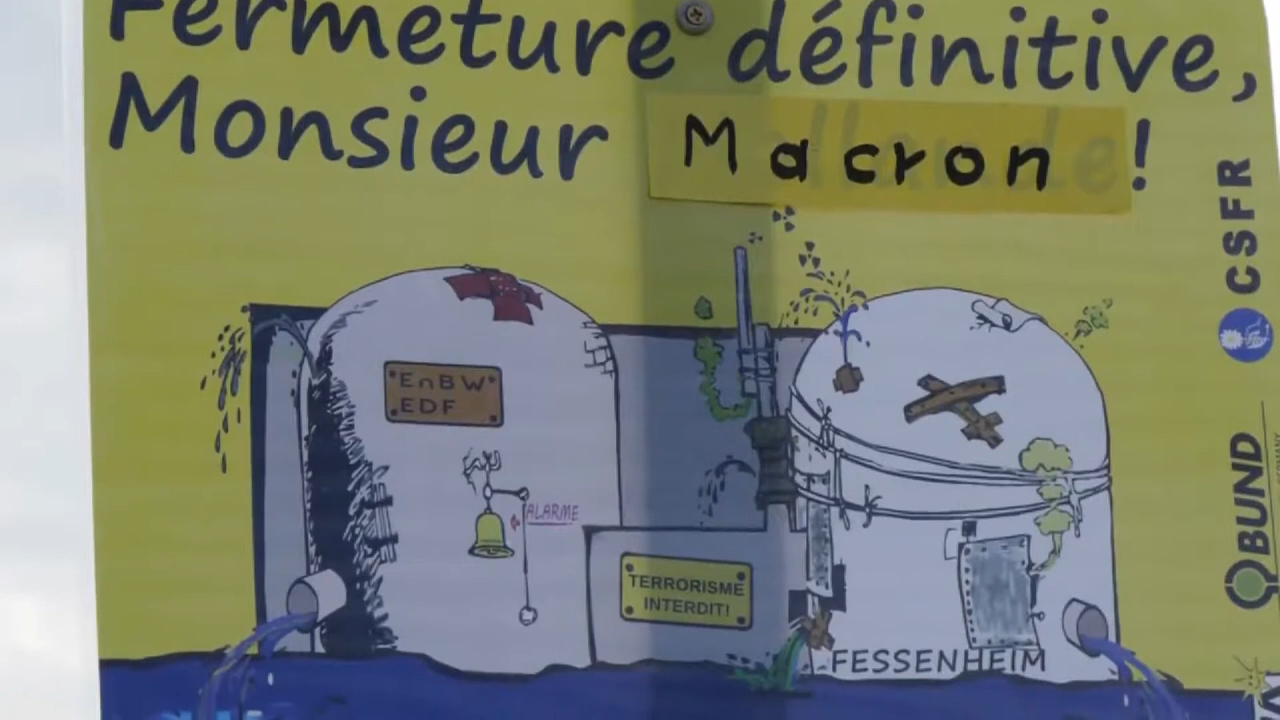 Fermeture définitive,
Monsieur Macron !
EnBW
EDF
ALARME
TERRORISME
INTERDIT!
FESSENHEIM
CSFR
BUND